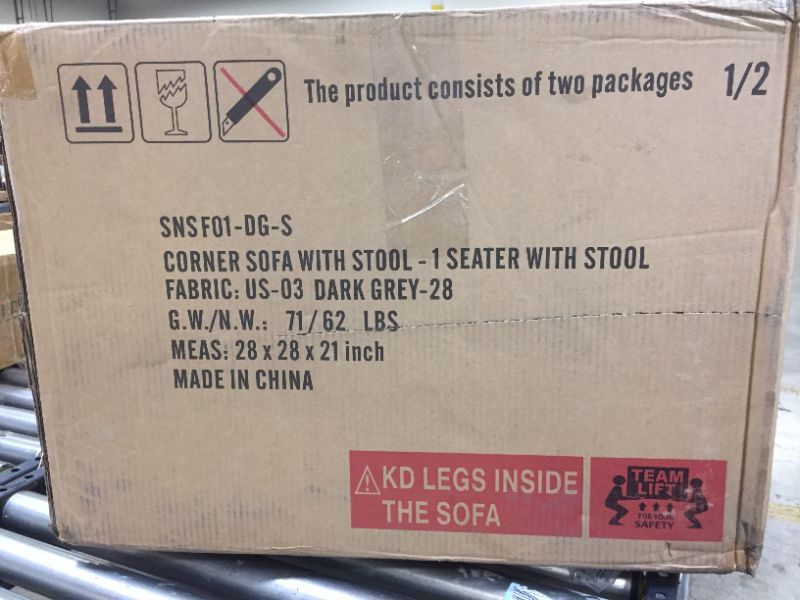 The product consists of two packages 1/2
SNSF01-DG-S
CORNER SOFA WITH STOOL - 1 SEATER WITH STOOL
FABRIC: US-03 DARK GREY-28
G.W./N.W.: 71/62 LBS
MEAS: 28 x 28 x 21 inch
MADE IN CHINA
KD LEGS INSIDE
THE SOFA
TEAM
LIFT
FOR YOUR
SAFETY